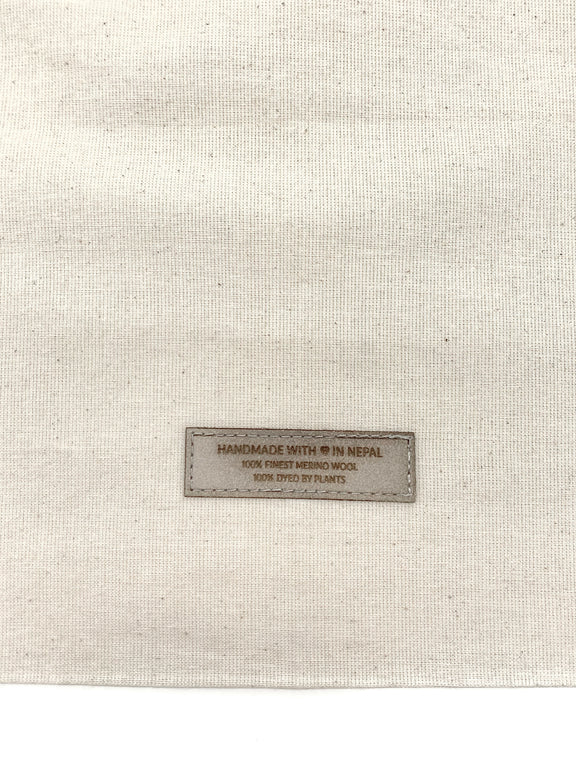 HANDMADE WITH ♥ IN NEPAL
100% FINEST MERINO WOOL
100% DYED BY PLANTS